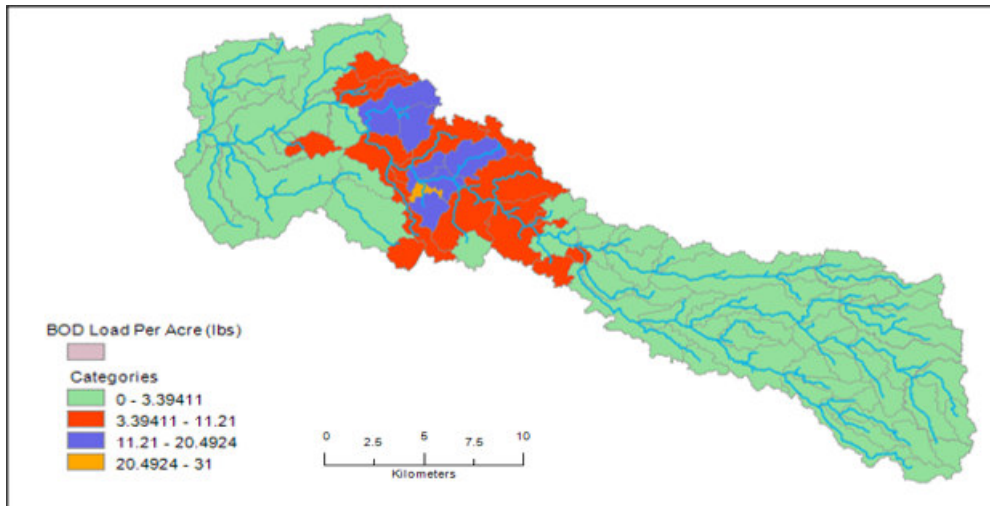 BOD Load Per Acre (lbs)
Categories
0 - 3.39411
3.39411 - 11.21
11.21 - 20.4924
20.4924 - 31
0 2.5 5 7.5 10
Kilometers